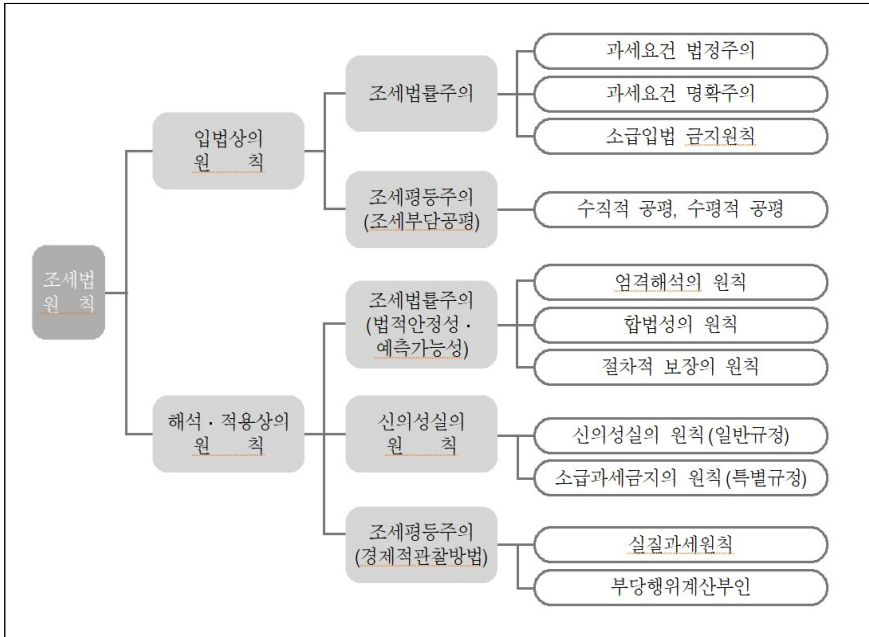 조세법
원 칙
입법상의
원 칙
조세법률주의
과세요건 법정주의
과세요건 명확주의
소급입법 금지원칙
조세평등주의
(조세부담공평)
수직적 공평, 수평적 공평
해석·적용상의
원 칙
조세법률주의
(법적안정성·
예측가능성)
엄격해석의 원칙
합법성의 원칙
절차적 보장의 원칙
신의성실의
원 칙
신의성실의 원칙(일반규정)
소급과세금지의 원칙(특별규정)
조세평등주의
(경제적관찰방법)
실질과세원칙
부당행위계산부인